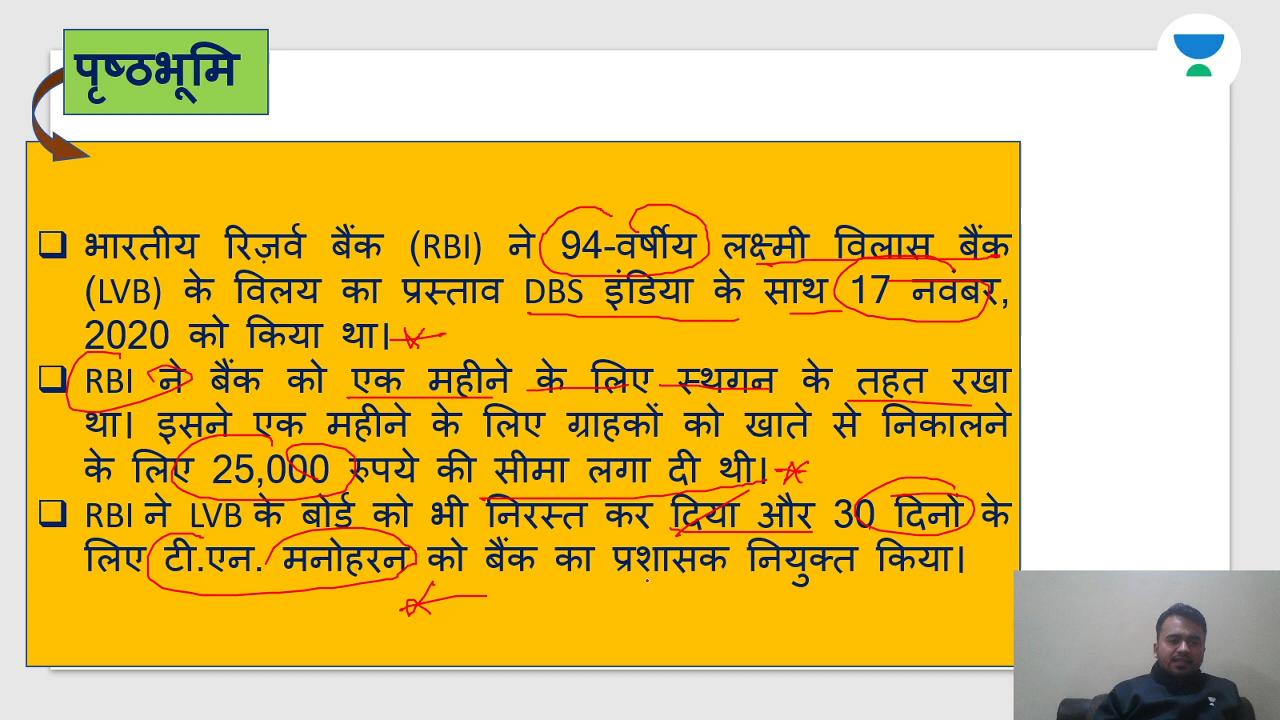 पृष्ठभूमि
❑ भारतीय रिज़र्व बैंक (RBI) ने 94-वर्षीय लक्ष्मी विलास बैंक
(LVB) के विलय का प्रस्ताव DBS इंडिया के साथ 17 नवंबर,
2020 को किया था।
❑ RBI ने बैंक को एक महीने के लिए स्थगन के तहत रखा
था। इसने एक महीने के लिए ग्राहकों को खाते से निकालने
के लिए 25,000 रुपये की सीमा लगा दी थी।
❑ RBI ने LVB के बोर्ड को भी निरस्त कर दिया और 30 दिनों के
लिए टी.एन. मनोहरन को बैंक का प्रशासक नियुक्त किया।